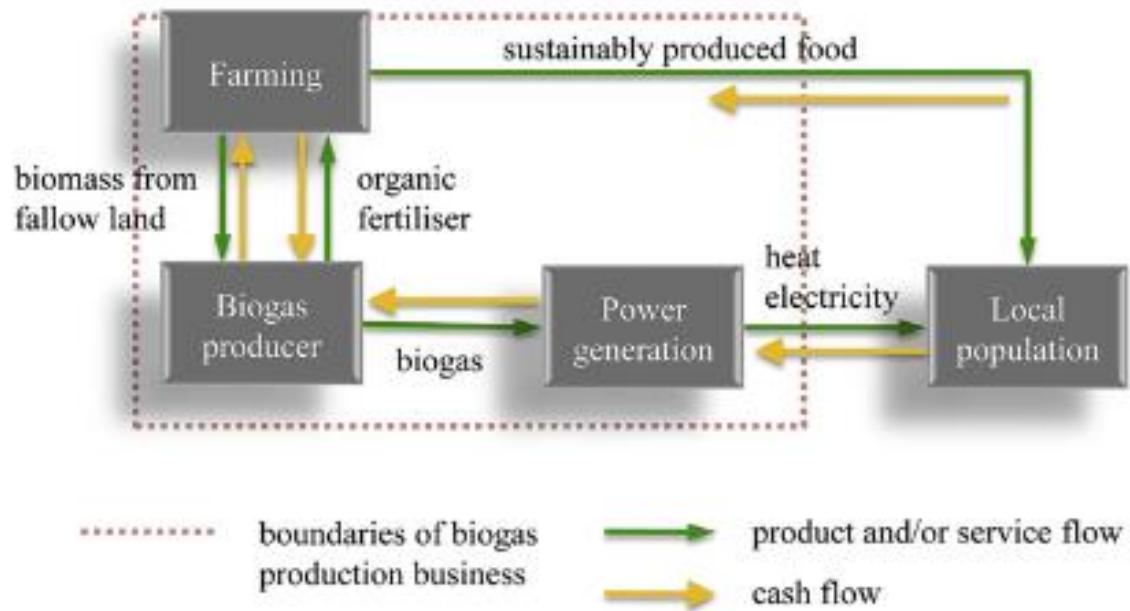 sustainably produced food
Farming
biomass from
fallow land
organic
fertiliser
heat
electricity
Biogas
producer
Power
generation
Local
population
biogas
boundaries of biogas
production business
product and/or service flow
cash flow